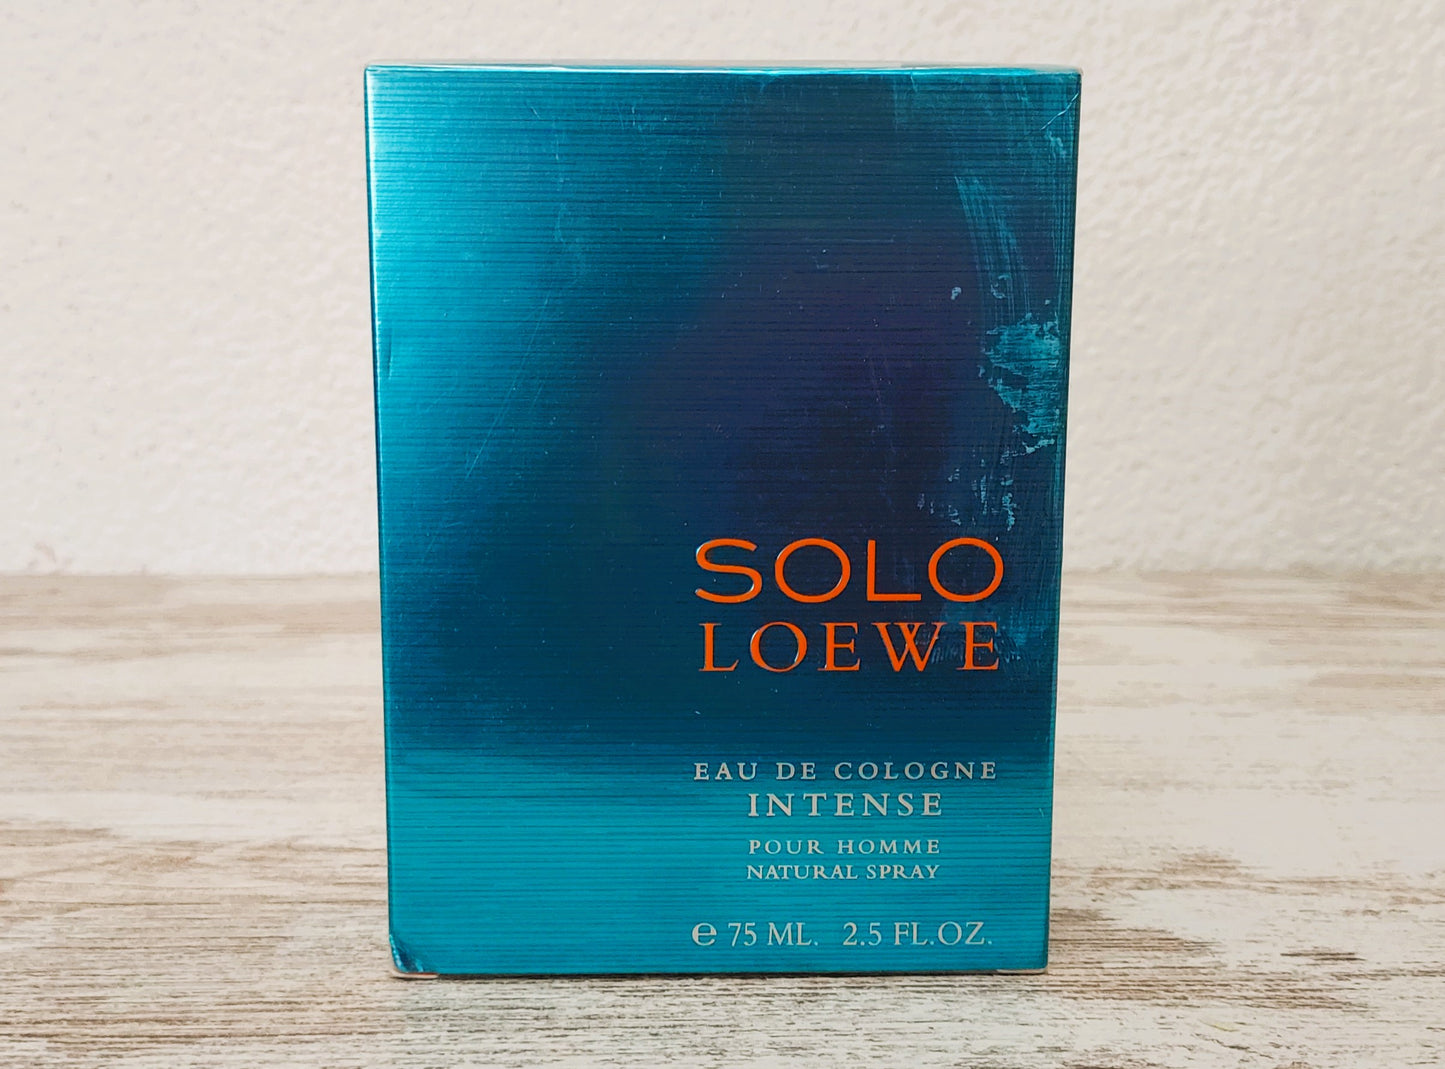 SOLO
LOEWE
EAU DE COLOGNE
INTENSE
POUR HOMME
NATURAL SPRAY
℮ 75 ML. 2.5 FL.OZ.